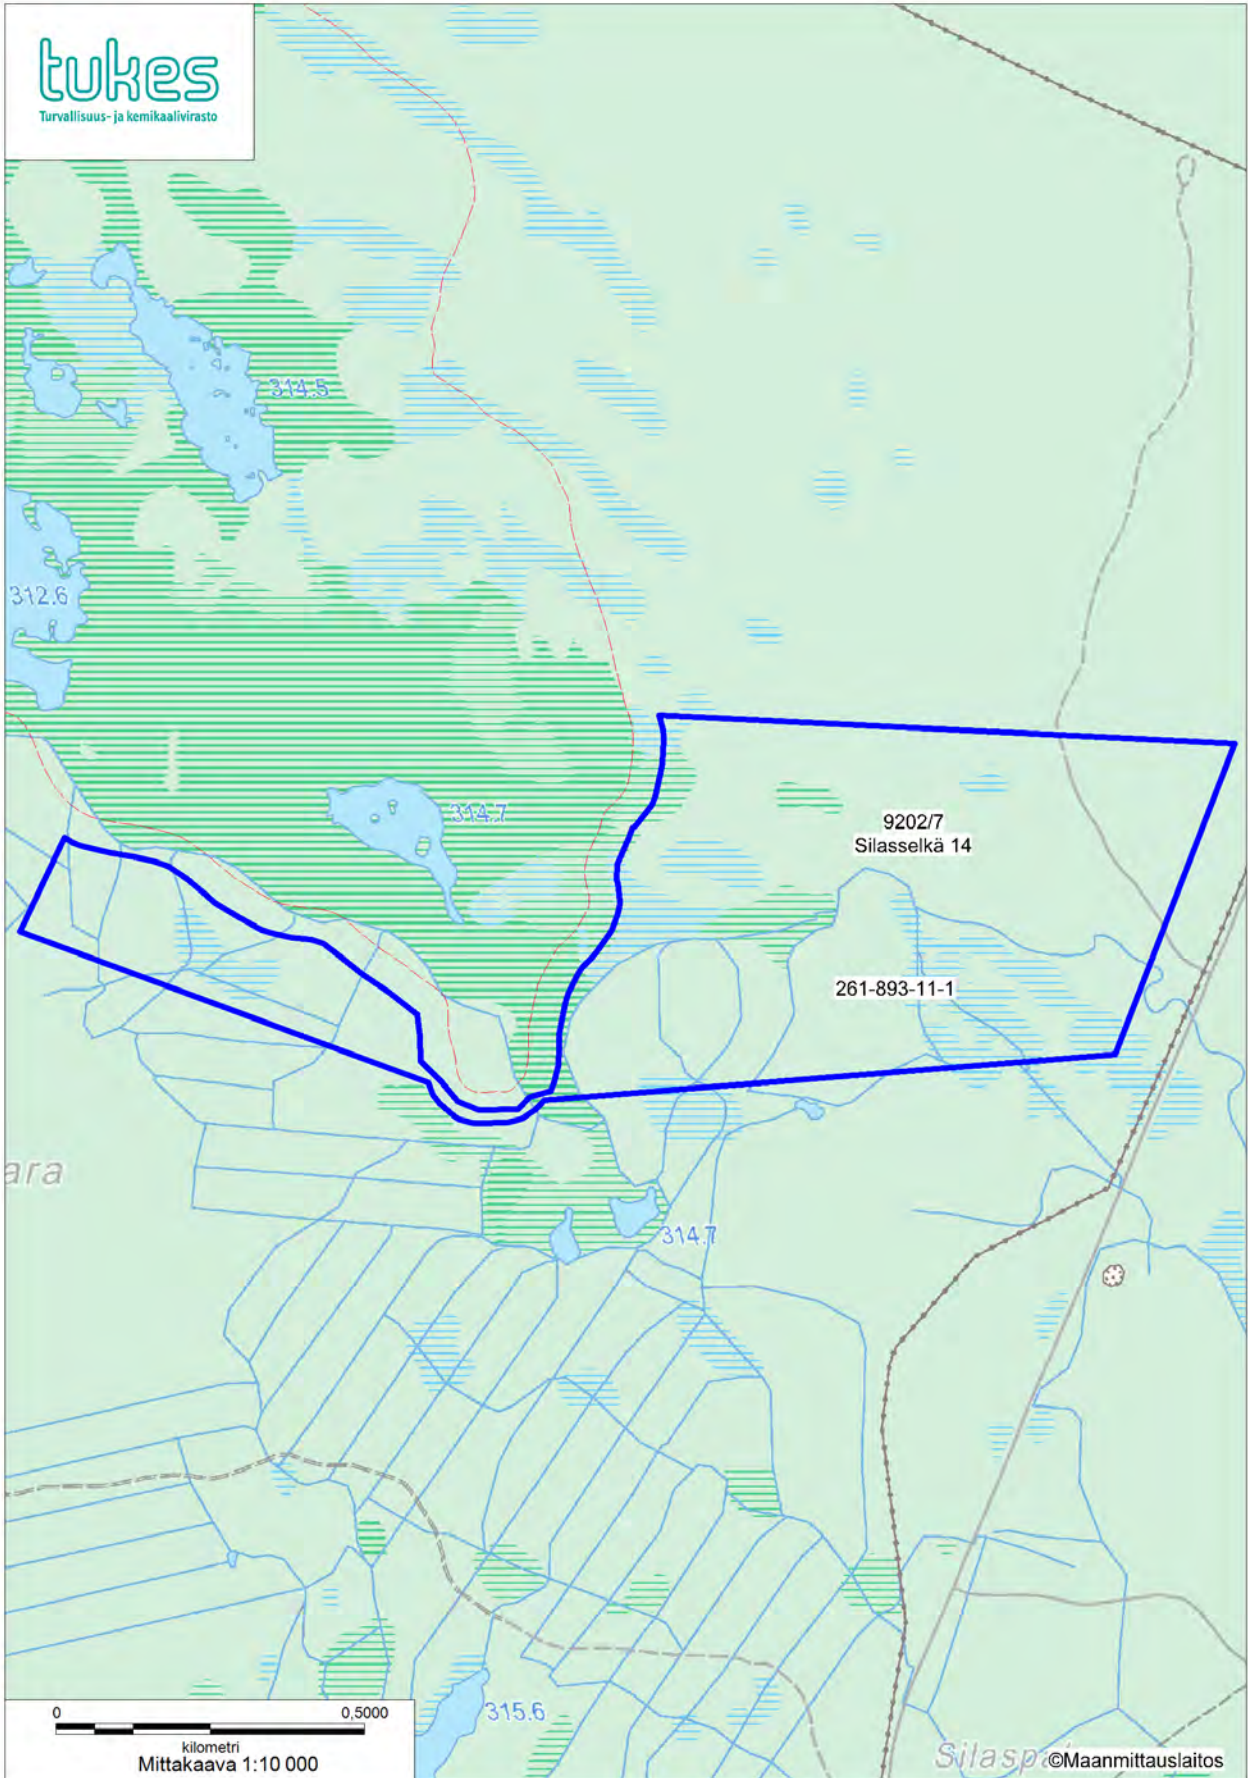 tukes
Turvallisuus- ja kemikaalivirasto
314.5
312.6
314.7
9202/7
Silasselkä 14
261-893-11-1
ara
314.7
315.6
0 0,5000
kilometri
Mittakaava 1:10 000
©Maanmittauslaitos